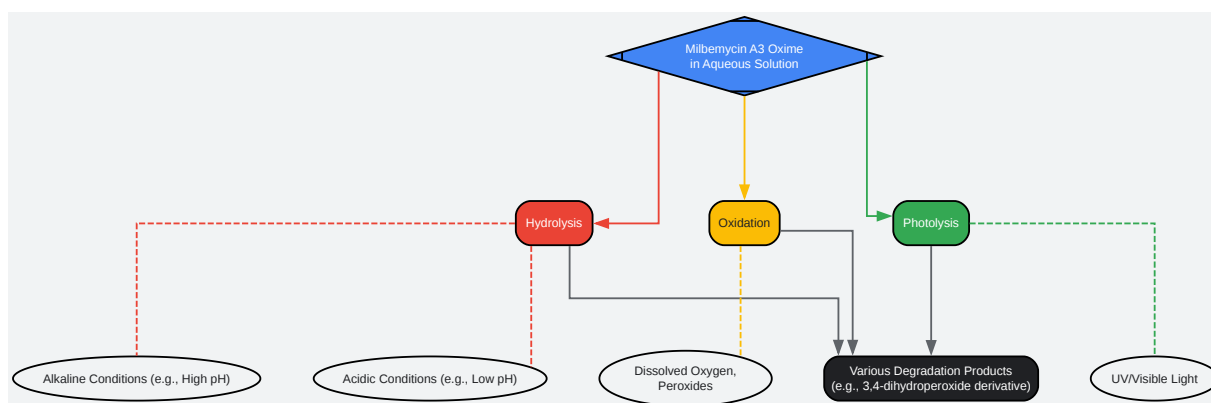 Milbemycin A3 Oxime
in Aqueous Solution
Hydrolysis
Oxidation
Photolysis
Alkaline Conditions (e.g., High pH)
Acidic Conditions (e.g., Low pH)
Dissolved Oxygen,
Peroxides
Various Degradation Products
(e.g., 3,4-dihydroperoxide derivative)
UV/Visible Light